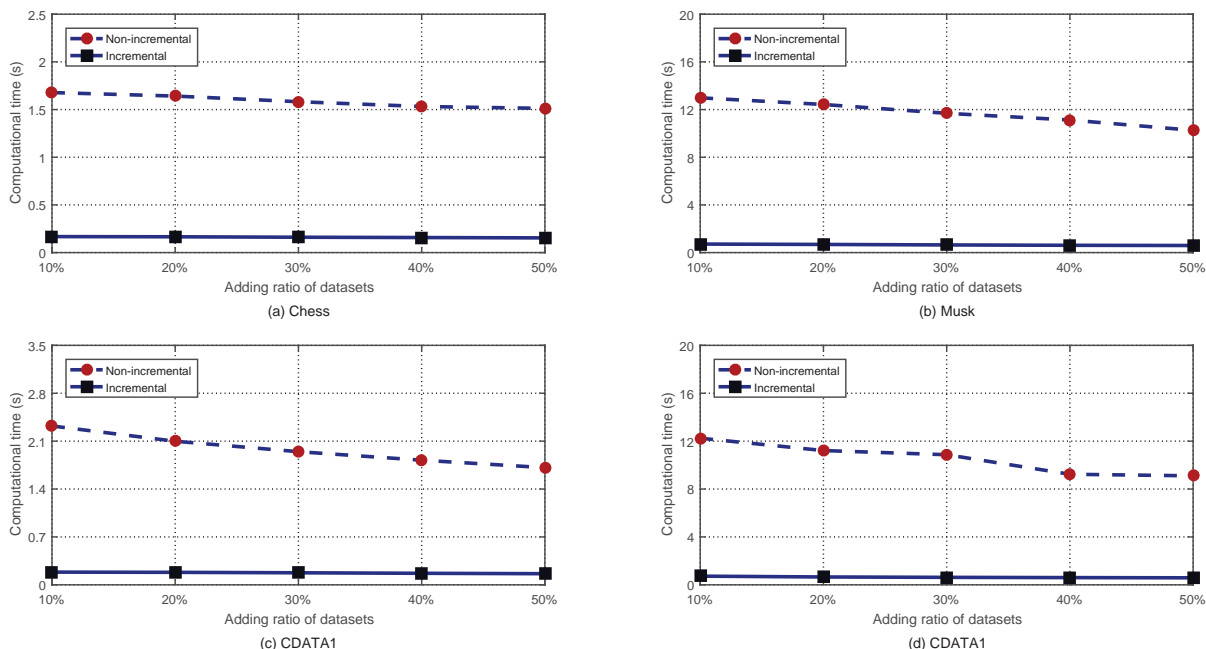 2.5
2
1.5
1
0.5
0
Computational time (s)
Non-incremental
Incremental
10% 20% 30% 40% 50%
Adding ratio of datasets
(a) Chess
20
16
12
8
4
0
Computational time (s)
Non-incremental
Incremental
10% 20% 30% 40% 50%
Adding ratio of datasets
(b) Musk
3.5
2.8
2.1
1.4
0.7
0
Computational time (s)
Non-incremental
Incremental
10% 20% 30% 40% 50%
Adding ratio of datasets
(c) CDATA1
20
16
12
8
4
0
Computational time (s)
Non-incremental
Incremental
10% 20% 30% 40% 50%
Adding ratio of datasets
(d) CDATA1